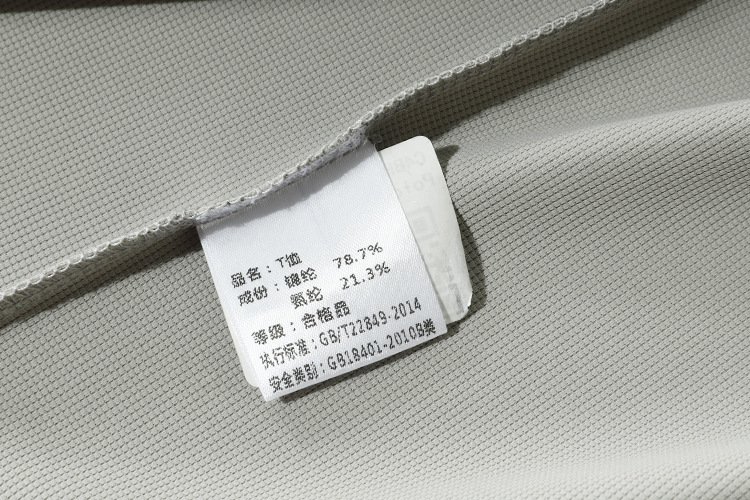 品名：T恤
成份：锦纶 78.7%
氨纶 21.3%
等级：合格品
执行标准：GB/T22849-2014
安全类别：GB18401-2010B类